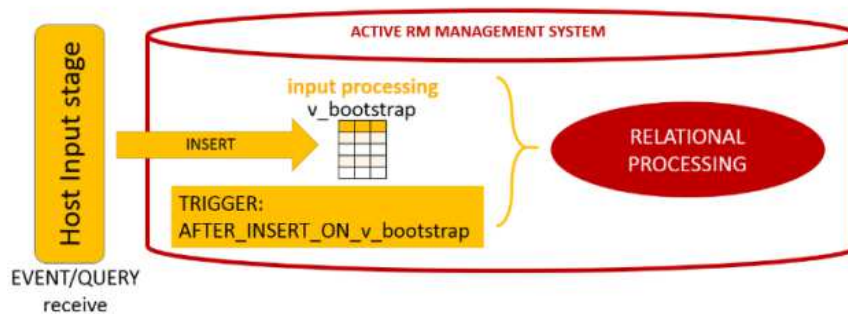 ACTIVE RM MANAGEMENT SYSTEM
Host Input stage
input processing
v_bootstrap
INSERT
RELATIONAL
PROCESSING
TRIGGER:
AFTER_INSERT_ON_v_bootstrap
EVENT/QUERY
receive